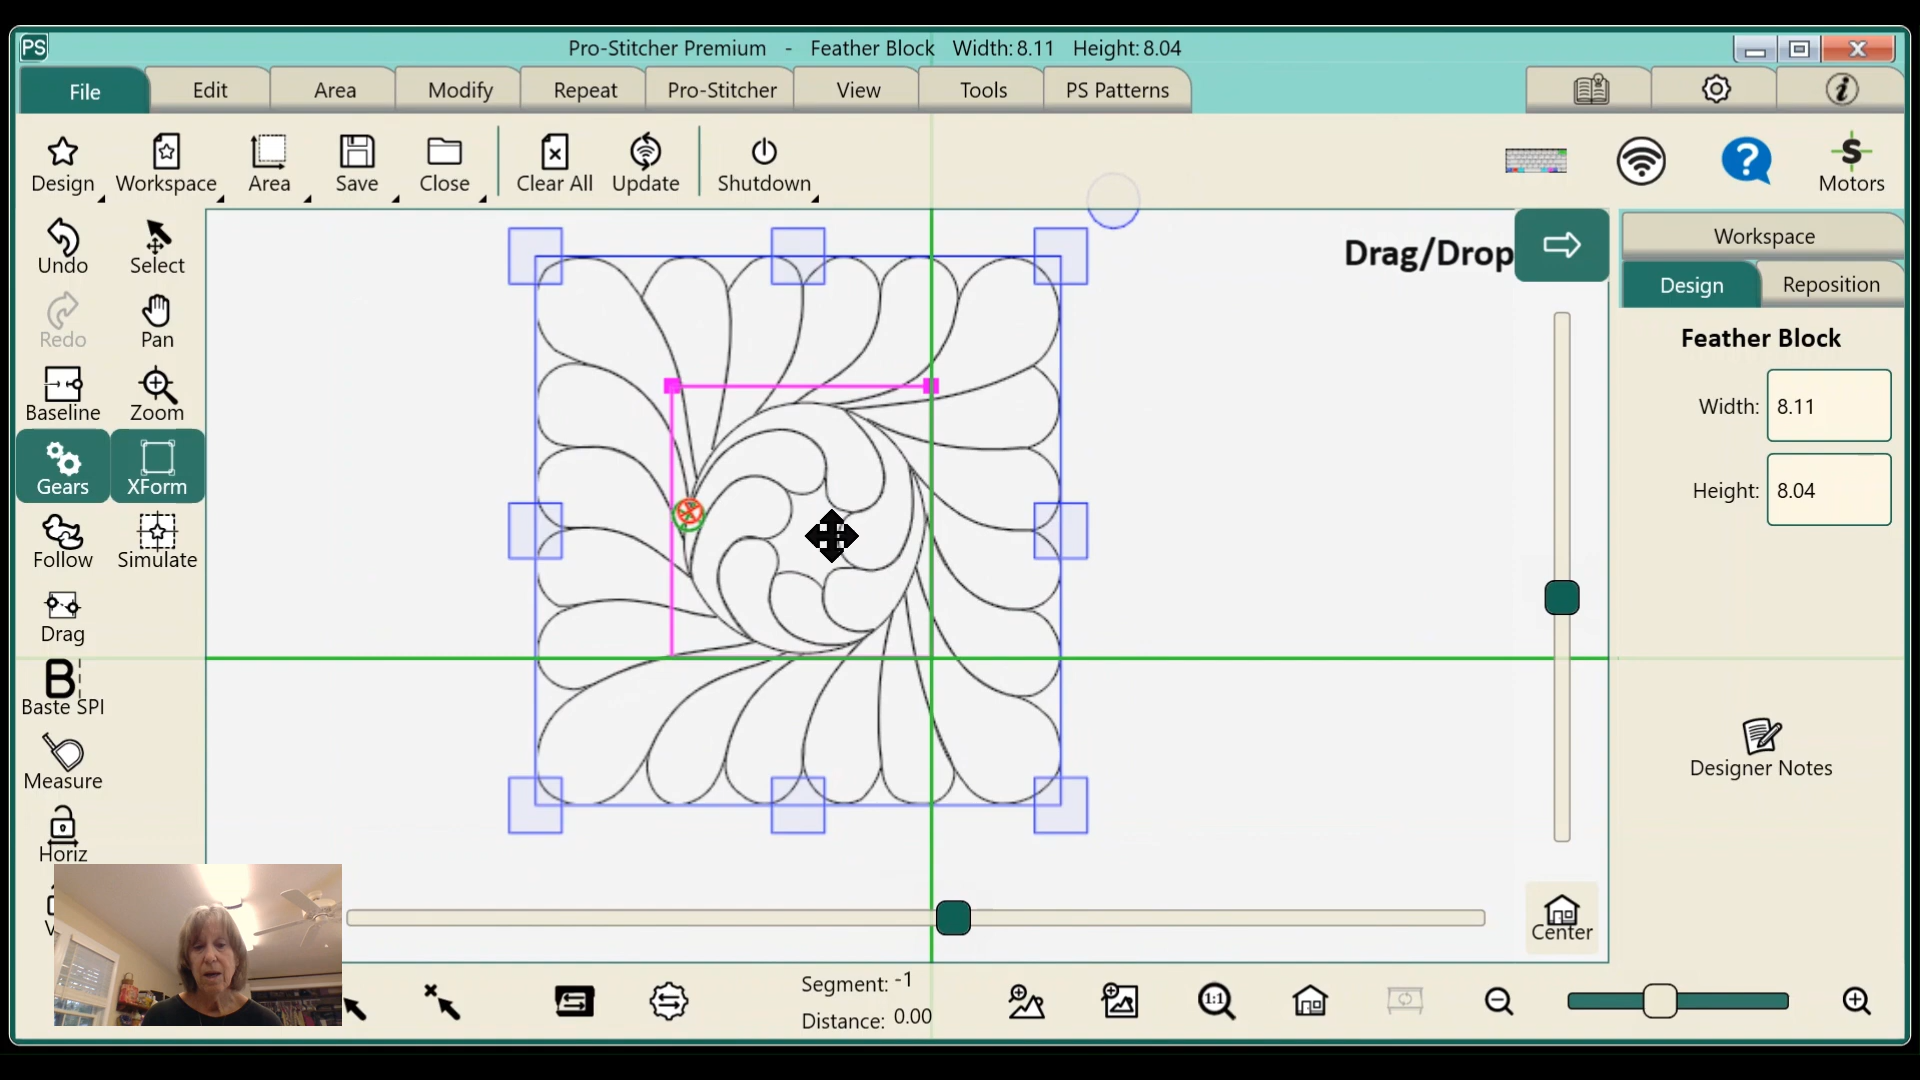 PS Pro-Stitcher Premium - Feather Block Width: 8.11 Height: 8.04
File Edit Area Modify Repeat Pro-Stitcher View Tools PS Patterns
Design Workspace Area Save Close Clear All Update Shutdown Motors
Undo Select
Redo Pan
Baseline Zoom
Gears XForm
Follow Simulate
Drag
Baste SPI
Measure
Horiz
Drag/Drop
Workspace
Design Reposition
Feather Block
Width: 8.11
Height: 8.04
Designer Notes
Center
Segment: -1
Distance: 0.00
1:1